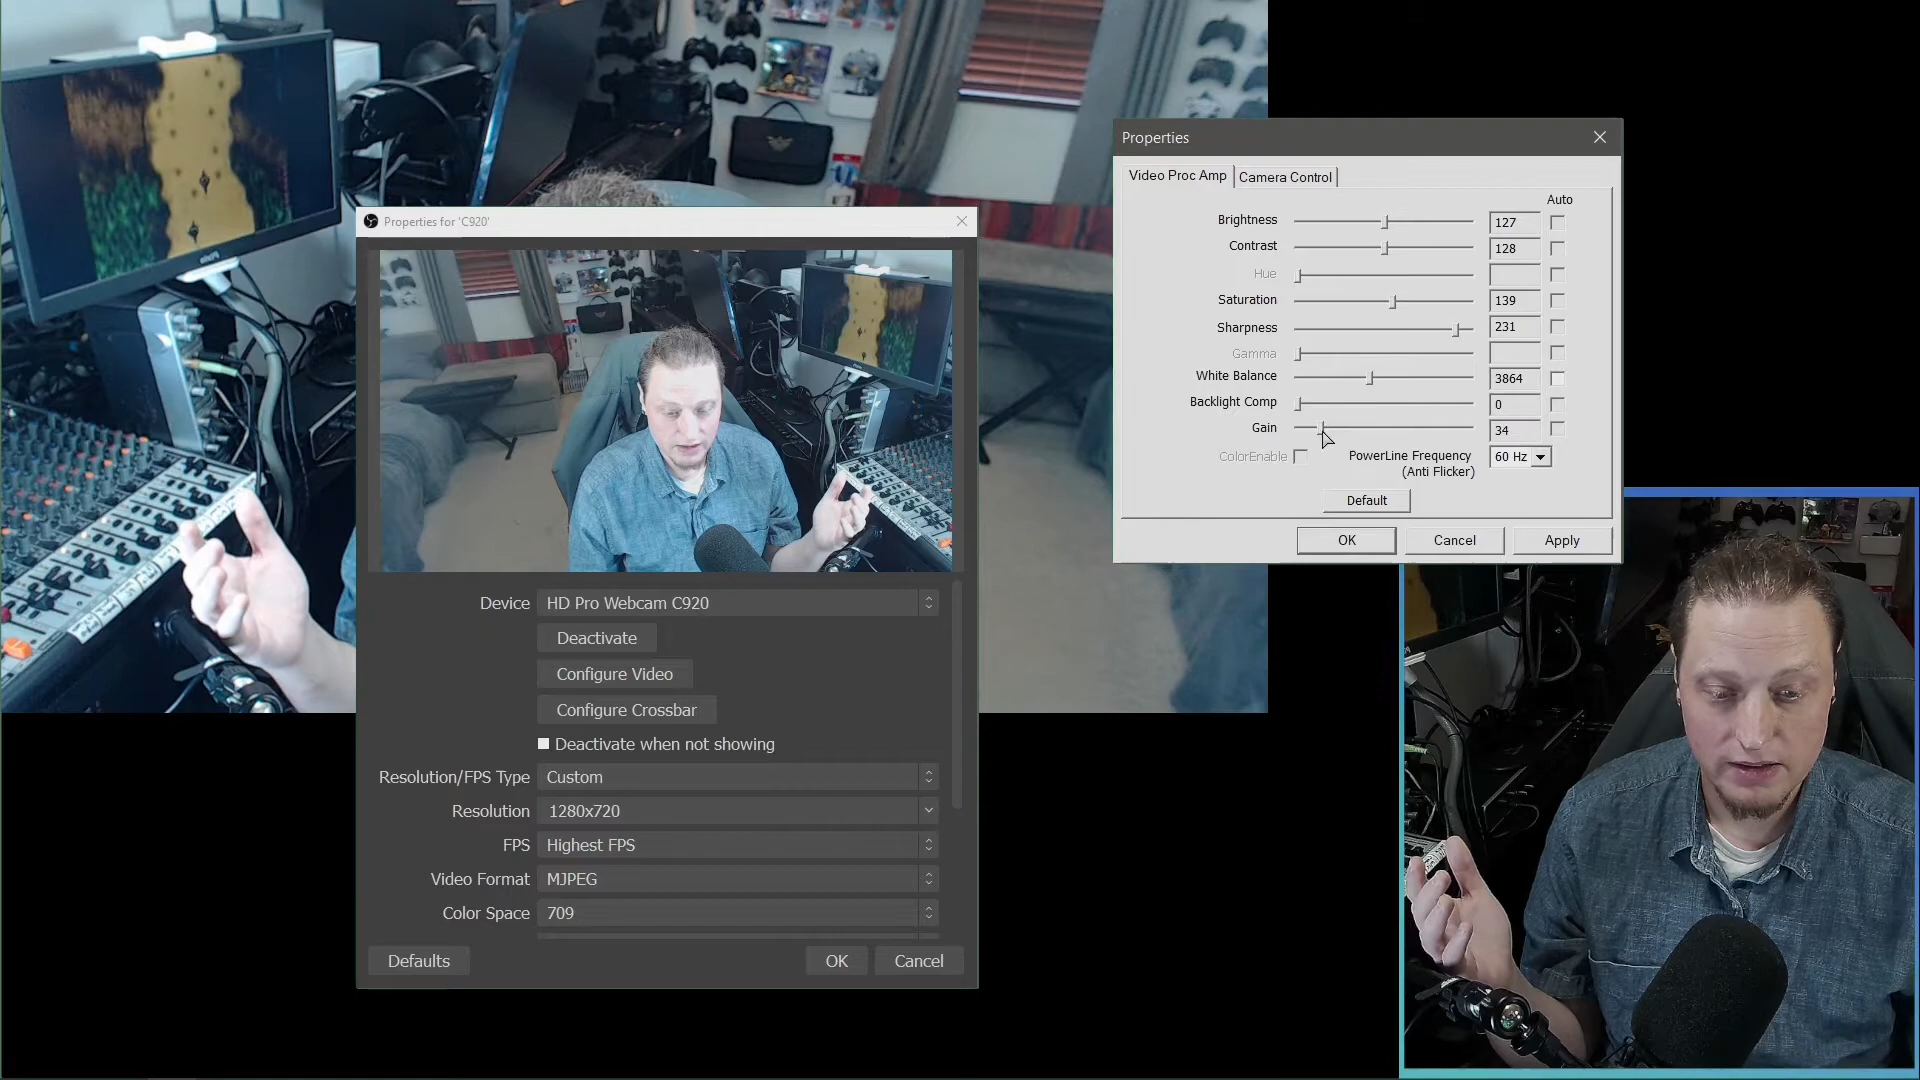 Properties for 'C920'
Device HD Pro Webcam C920
Deactivate
Configure Video
Configure Crossbar
Deactivate when not showing
Resolution/FPS Type Custom
Resolution 1280x720
FPS Highest FPS
Video Format MJPEG
Color Space 709
Defaults OK Cancel
Properties
Video Proc Amp Camera Control
Auto
Brightness 127
Contrast 128
Hue
Saturation 139
Sharpness 231
Gamma
White Balance 3864
Backlight Comp 0
Gain 34
ColorEnable PowerLine Frequency 60 Hz
(Anti Flicker)
Default
OK Cancel Apply